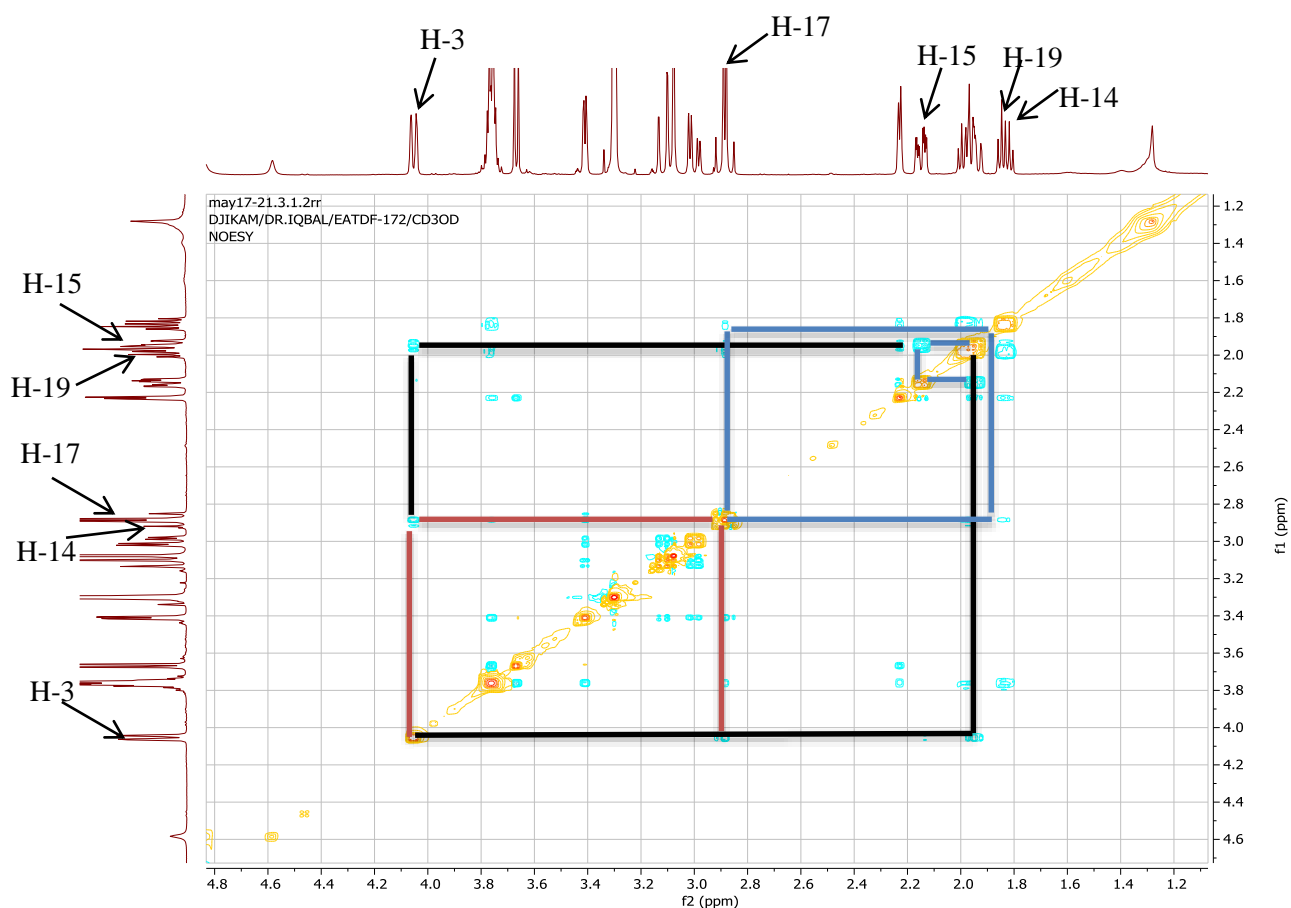 H-17
H-3
H-15
H-19
H-14
may17-21.3.1.2rr
DJIKAM/DR.IQBAL/EATDF-172/CD3OD
NOESY
H-15
H-19
H-17
H-14
H-3
1.2
1.4
1.6
1.8
2.0
2.2
2.4
2.6
2.8
3.0
3.2
3.4
3.6
3.8
4.0
4.2
4.4
4.6
f1 (ppm)
4.8 4.6 4.4 4.2 4.0 3.8 3.6 3.4 3.2 3.0 2.8 2.6 2.4 2.2 2.0 1.8 1.6 1.4 1.2
f2 (ppm)